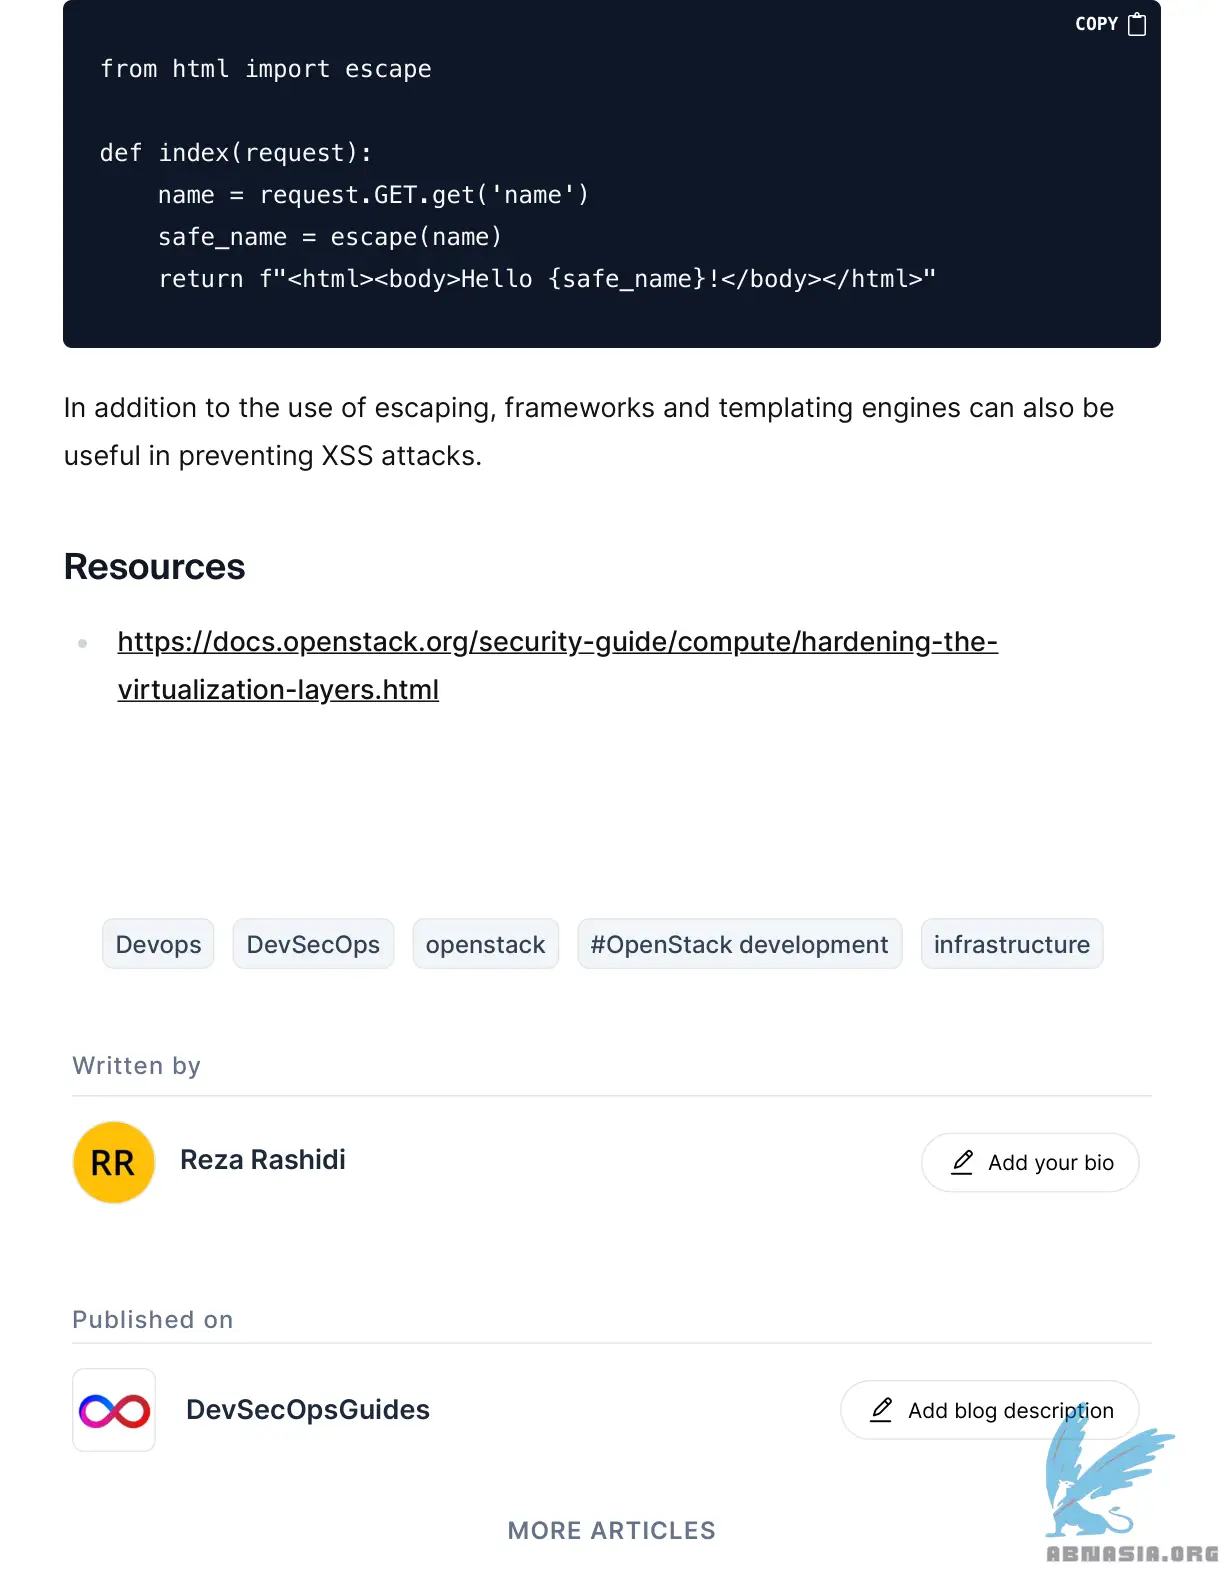 COPY
from html import escape
def index(request):
    name = request.GET.get('name')
    safe_name = escape(name)
    return f"<html><body>Hello {safe_name}!</body></html>"
In addition to the use of escaping, frameworks and templating engines can also be
useful in preventing XSS attacks.
Resources
https://docs.openstack.org/security-guide/compute/hardening-the-
virtualization-layers.html
Devops DevSecOps openstack #OpenStack development infrastructure
Written by
RR Reza Rashidi Add your bio
Published on
DevSecOpsGuides Add blog description
MORE ARTICLES
ABNASIA.ORG